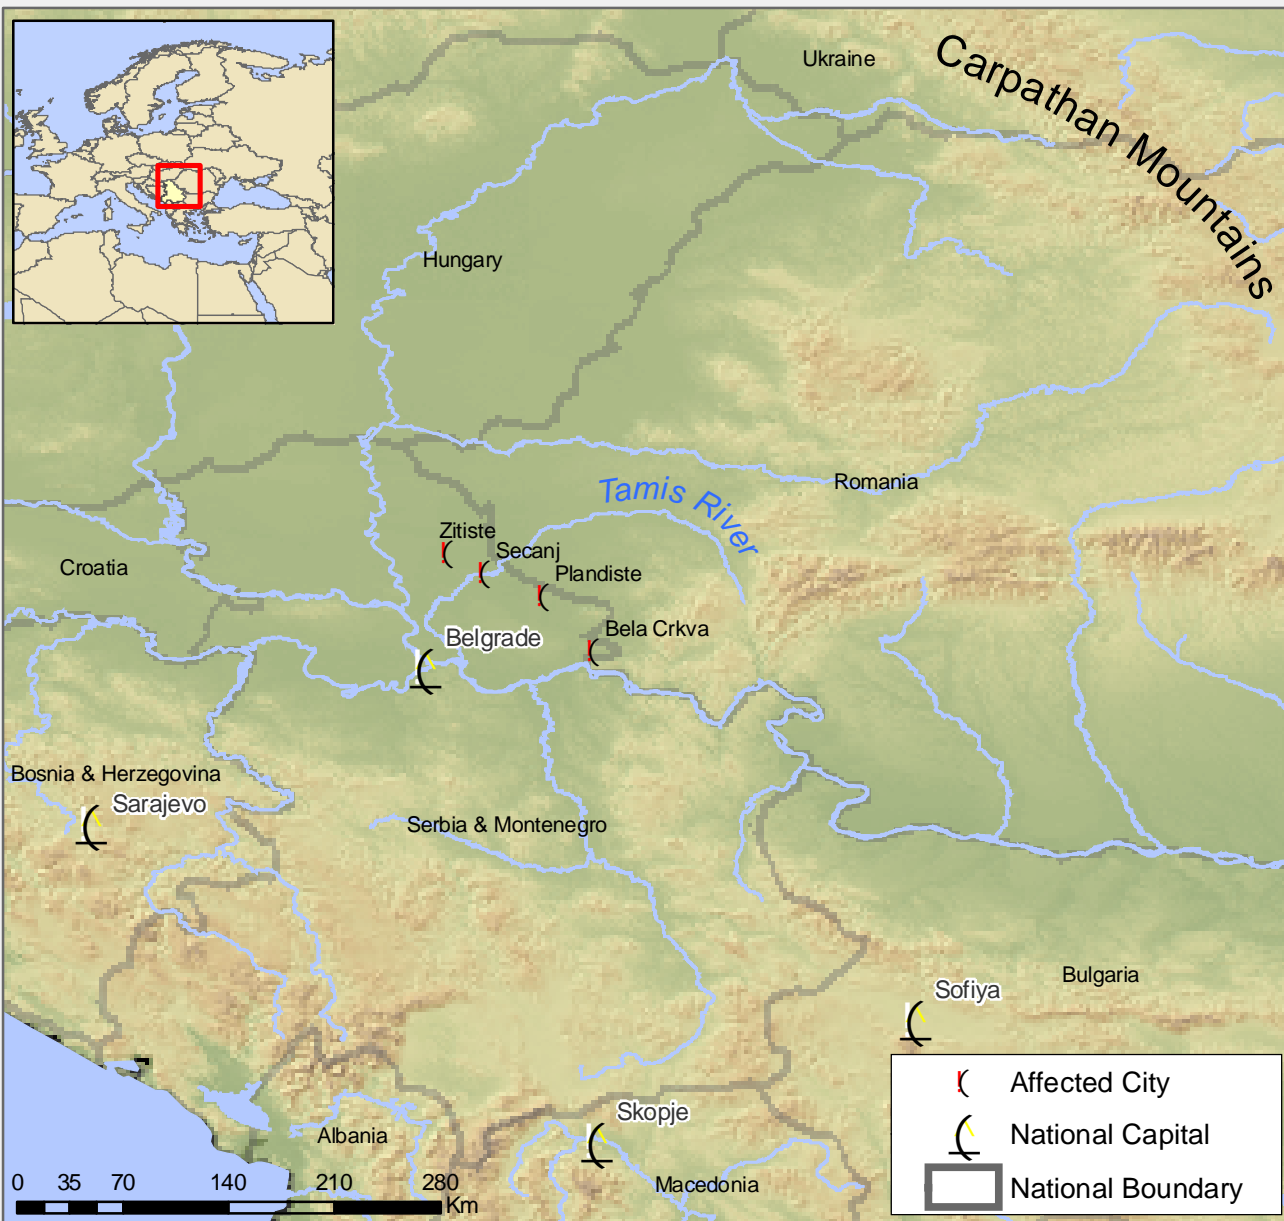 Ukraine
Carpathan Mountains
Hungary
Romania
Tamis River
Zitiste
Secanj
Croatia
Plandiste
Bela Crkva
Belgrade
Bosnia & Herzegovina
Sarajevo
Serbia & Montenegro
Bulgaria
Sofiya
Affected City
Skopje
Albania
National Capital
Macedonia
National Boundary
0 35 70 140 210 280
Km